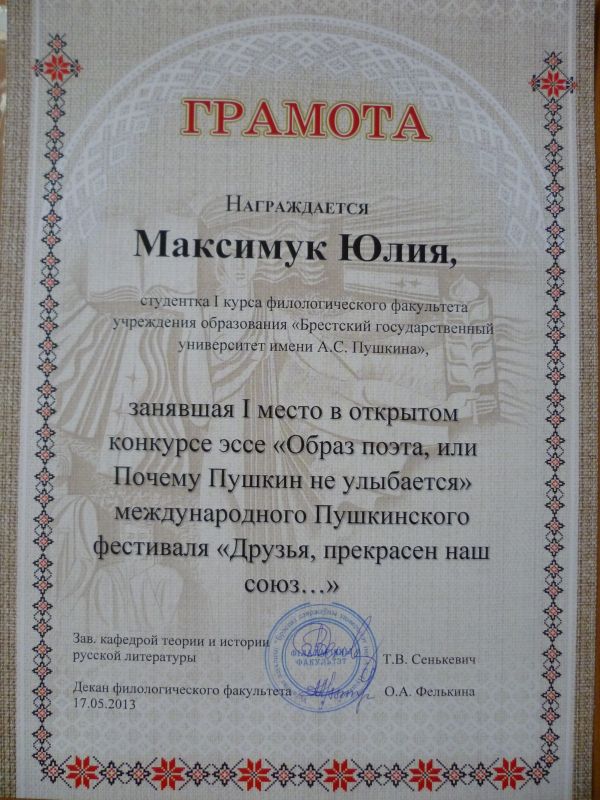 ГРАМОТА
НАГРАЖДАЕТСЯ
Максимук Юлия,
студентка I курса филологического факультета
учреждения образования «Брестский государственный
университет имени А.С. Пушкина»,
занявшая I место в открытом
конкурсе эссе «Образ поэта, или
Почему Пушкин не улыбается»
международного Пушкинского
фестиваля «Друзья, прекрасен наш
союз…»
Зав. кафедрой теории и истории
русской литературы
Т.В. Сенькевич
ФІЛАЛАГІЧНЫ
ФАКУЛЬТЭТ
Декан филологического факультета
О.А. Фелькина
17.05.2013